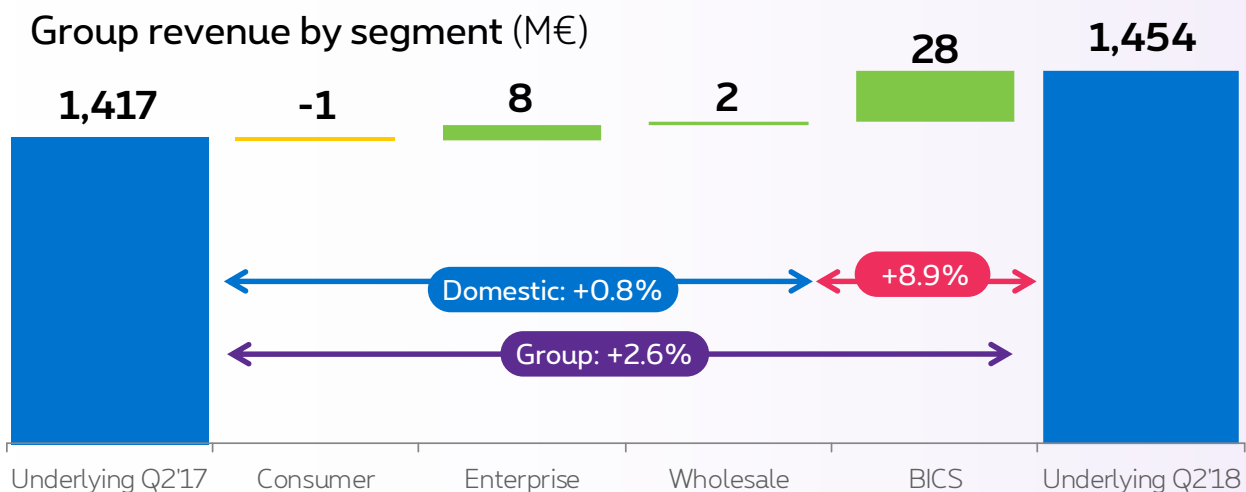 Group revenue by segment (M€)
1,417
-1
8
2
28
1,454
Domestic: +0.8%
+8.9%
Group: +2.6%
Underlying Q2'17
Consumer
Enterprise
Wholesale
BICS
Underlying Q2'18